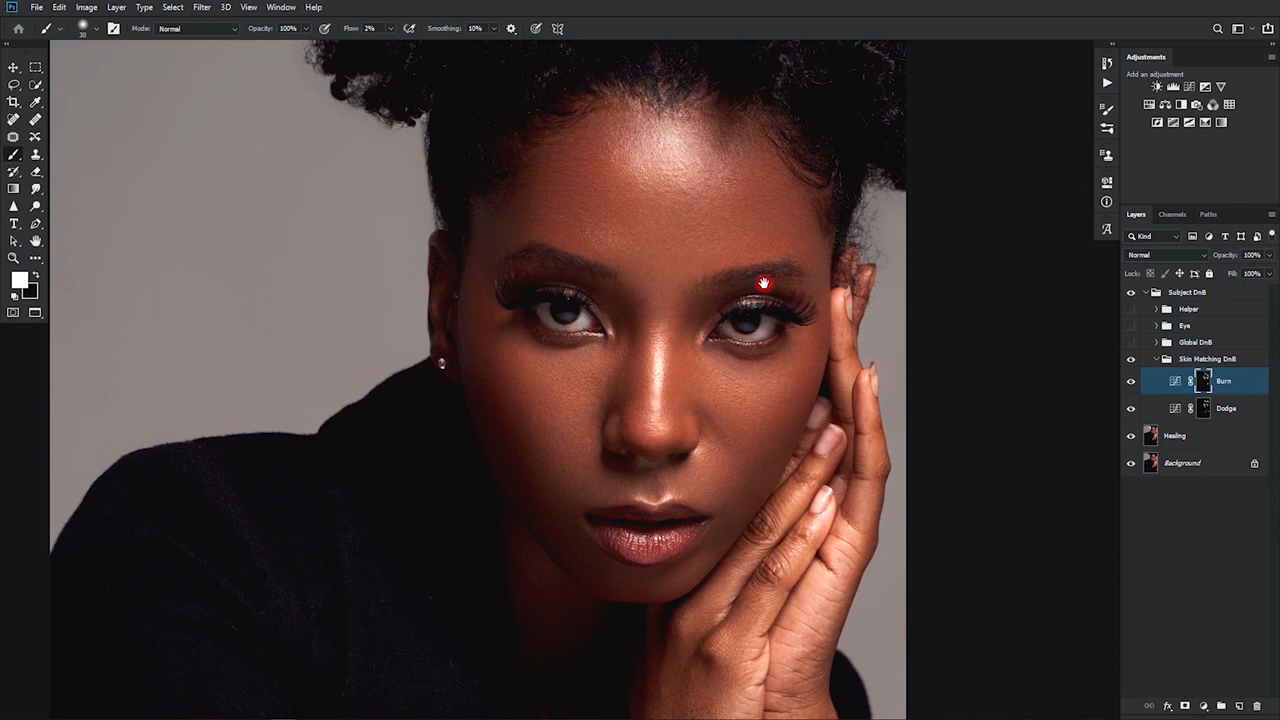 Ps File Edit Image Layer Type Select Filter 3D View Window Help
30 Mode: Normal Opacity: 100% Flow: 2% Smoothing: 10%
Adjustments
Add an adjustment
Layers Channels Paths
Kind
Normal Opacity: 100%
Lock: Fill: 100%
Subject DnB
Helper
Eye
Global DnB
Skin Matching DnB
Burn
Dodge
Healing
Background